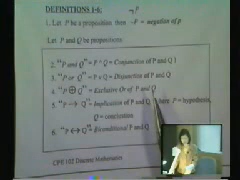 DEFINITIONS 1-6: ¬P
1. Let P be a proposition then ¬P = negation of p
Let P and Q be propositions
2. "P and Q" = P ^ Q = Conjunction of P and Q
3. "P or Q" = P v Q = Disjunction of P and Q
4. "P ⊕ Q" = Exclusive Or of P and Q
5. "P → Q" = Implication of P and Q, where P = hypothesis,
Q = conclusion
6. "P ↔ Q" = Biconditional P and Q
CPE102 Discrete Mathematics